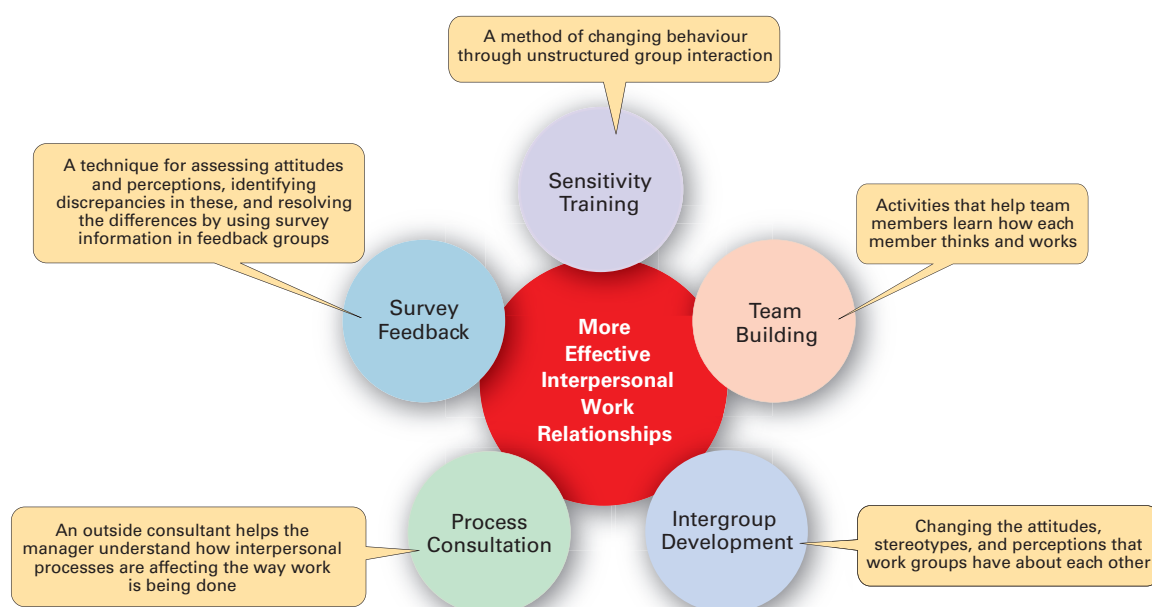 A method of changing behaviour
through unstructured group interaction
Sensitivity
Training
A technique for assessing attitudes
and perceptions, identifying
discrepancies in these, and resolving
the differences by using survey
information in feedback groups
Survey
Feedback
Activities that help team
members learn how each
member thinks and works
Team
Building
More
Effective
Interpersonal
Work
Relationships
An outside consultant helps the
manager understand how interpersonal
processes are affecting the way work
is being done
Process
Consultation
Intergroup
Development
Changing the attitudes,
stereotypes, and perceptions that
work groups have about each other